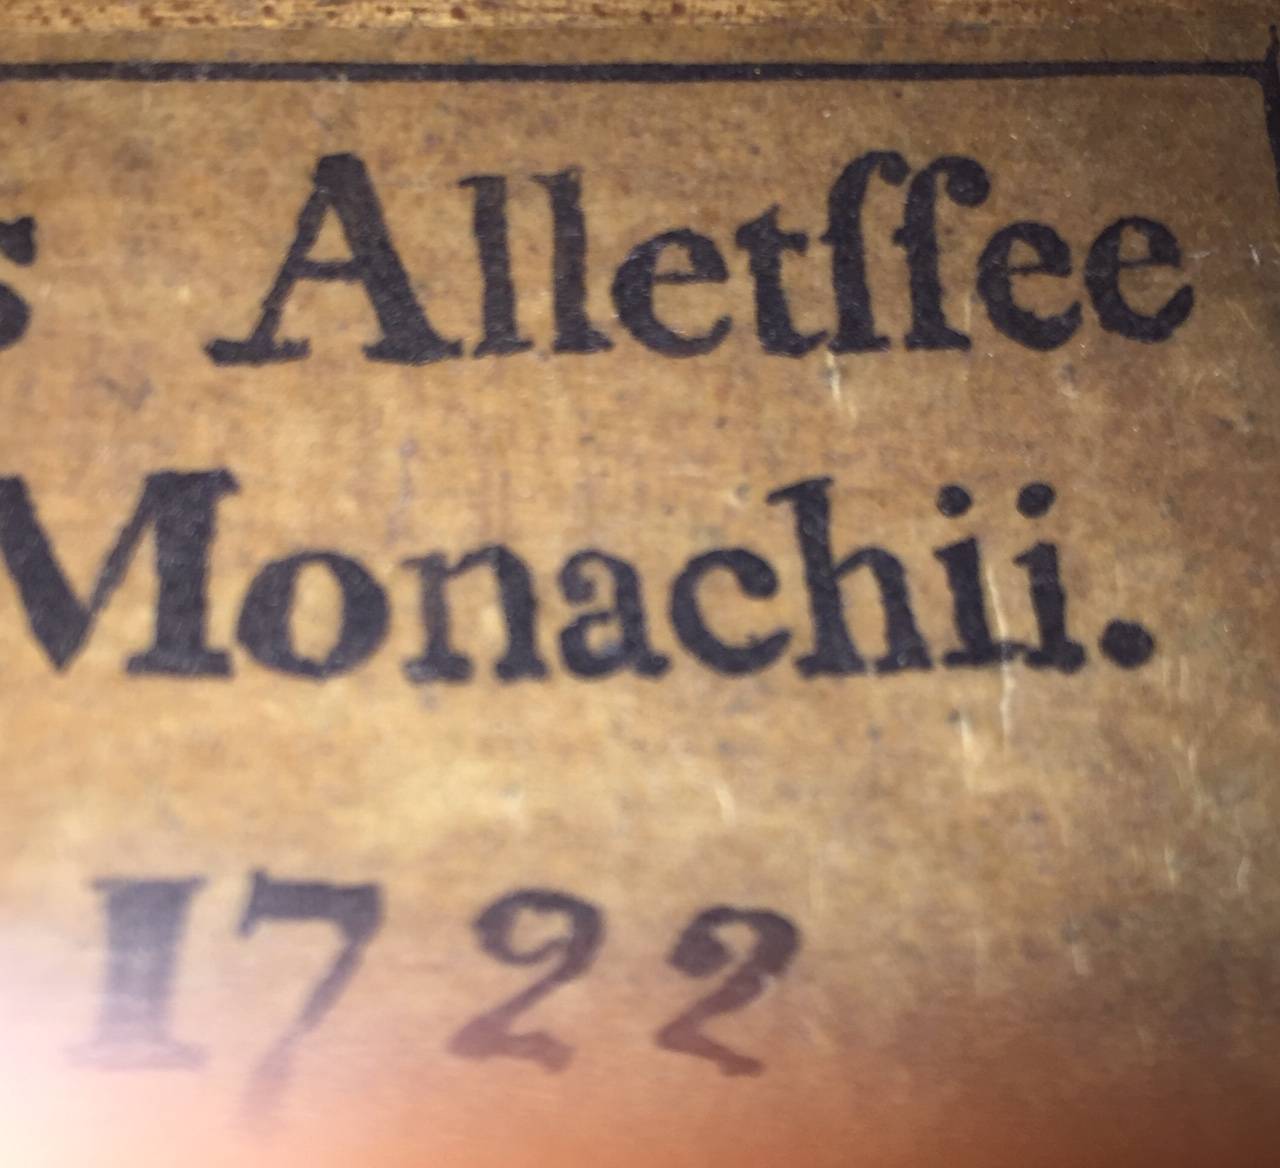 s Alletſſee
Monachii.
1722